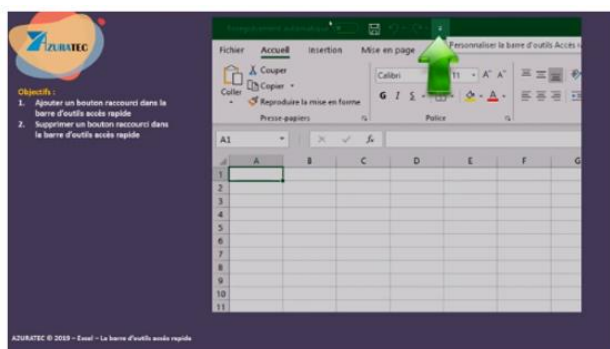 AZURATEC
Objectifs :
1. Ajouter un bouton raccourci dans la
barre d'outils accès rapide
2. Supprimer un bouton raccourci dans
la barre d'outils accès rapide
Enregistrement automatique
Personnaliser la barre d'outils Accès
Fichier Accueil Insertion Mise en page
Coller
Couper
Copier
Reproduire la mise en forme
Presse-papiers
Calibri 11 A A
G I S A
Police
A1 fx
A B C D E F G
1
2
3
4
5
6
7
8
9
10
11
AZURATEC © 2019 – Excel – La barre d'outils accès rapide